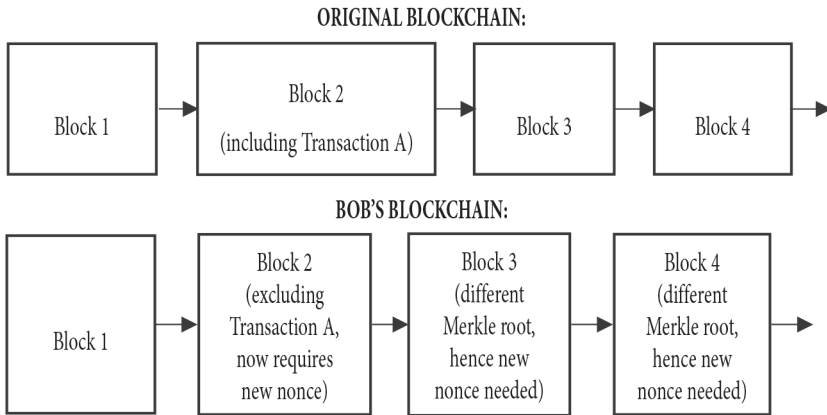 ORIGINAL BLOCKCHAIN:
Block 1
Block 2
(including Transaction A)
Block 3
Block 4
BOB'S BLOCKCHAIN:
Block 1
Block 2
(excluding
Transaction A,
now requires
new nonce)
Block 3
(different
Merkle root,
hence new
nonce needed)
Block 4
(different
Merkle root,
hence new
nonce needed)